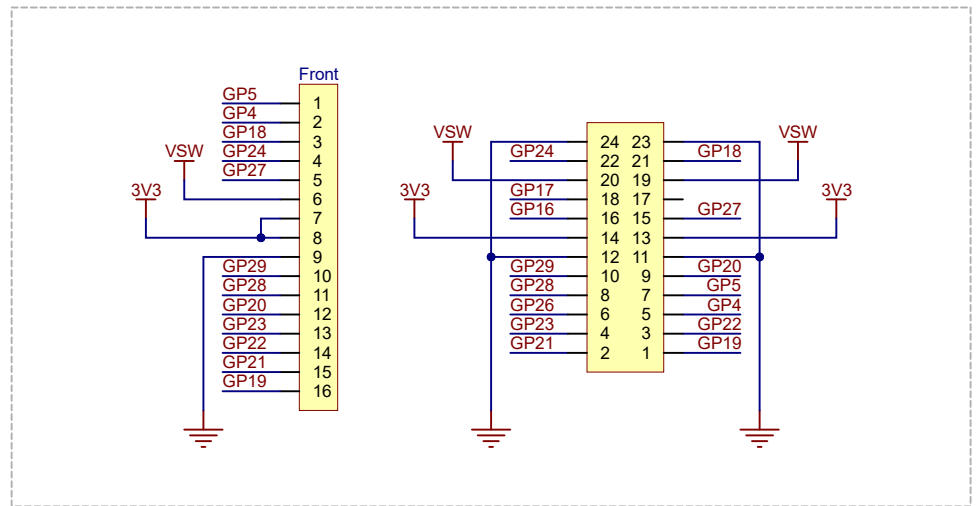 Front
GP5 1
GP4 2
GP18 3
GP24 4
VSW
GP27 5
6
3V3
7
8
9
GP29 10
GP28 11
GP20 12
GP23 13
GP22 14
GP21 15
GP19 16
VSW VSW
24 23
GP24 22 21 GP18
20 19
3V3 3V3
GP17 18 17
GP16 16 15 GP27
14 13
12 11
GP29 10 9 GP20
GP28 8 7 GP5
GP26 6 5 GP4
GP23 4 3 GP22
GP21 2 1 GP19